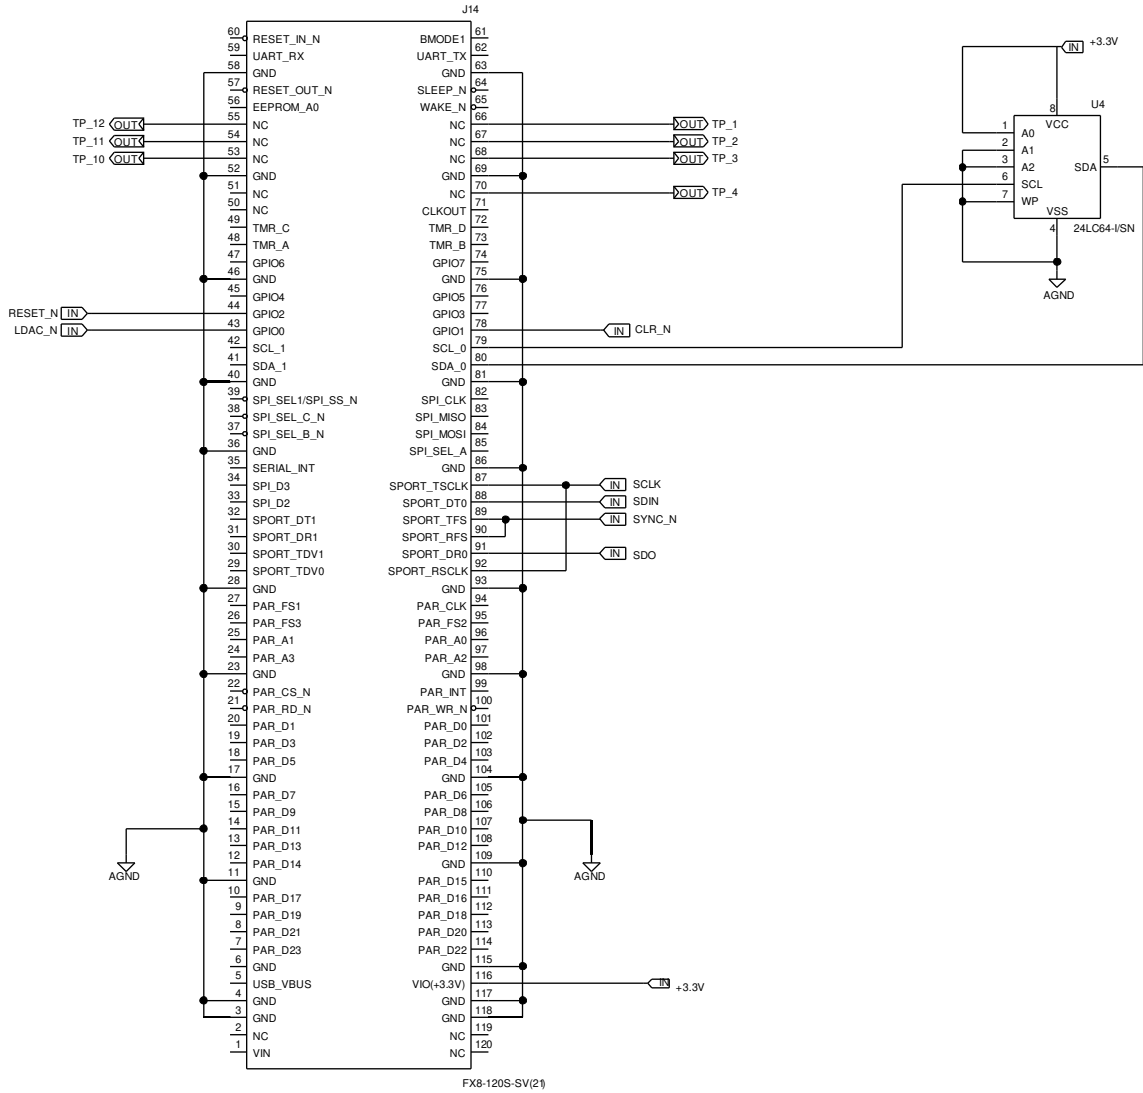 J14
60 RESET_IN_N BMODE1 61
59 UART_RX UART_TX 62
58 GND GND 63
57 RESET_OUT_N SLEEP_N 64
56 EEPROM_A0 WAKE_N 65
TP_12 OUT 55 NC NC 66 OUT TP_1
TP_11 OUT 54 NC NC 67 OUT TP_2
TP_10 OUT 53 NC NC 68 OUT TP_3
52 GND GND 69
51 NC NC 70 OUT TP_4
50 NC CLKOUT 71
49 TMR_C TMR_D 72
48 TMR_A TMR_B 73
47 GPIO6 GPIO7 74
46 GND GND 75
45 GPIO4 GPIO5 76
RESET_N IN 44 GPIO2 GPIO3 77
LDAC_N IN 43 GPIO0 GPIO1 78 IN CLR_N
42 SCL_1 SCL_0 79
41 SDA_1 SDA_0 80
40 GND GND 81
39 SPI_SEL1/SPI_SS_N SPI_CLK 82
38 SPI_SEL_C_N SPI_MISO 83
37 SPI_SEL_B_N SPI_MOSI 84
36 GND SPI_SEL_A 85
35 SERIAL_INT GND 86
34 SPI_D3 SPORT_TSCLK 87 IN SCLK
33 SPI_D2 SPORT_DT0 88 IN SDIN
32 SPORT_DT1 SPORT_TFS 89 IN SYNC_N
31 SPORT_DR1 SPORT_RFS 90
30 SPORT_TDV1 SPORT_DR0 91 IN SDO
29 SPORT_TDV0 SPORT_RSCLK 92
28 GND GND 93
27 PAR_FS1 PAR_CLK 94
26 PAR_FS3 PAR_FS2 95
25 PAR_A1 PAR_A0 96
24 PAR_A3 PAR_A2 97
23 GND GND 98
22 PAR_CS_N PAR_INT 99
21 PAR_RD_N PAR_WR_N 100
20 PAR_D1 PAR_D0 101
19 PAR_D3 PAR_D2 102
18 PAR_D5 PAR_D4 103
17 GND GND 104
16 PAR_D7 PAR_D6 105
15 PAR_D9 PAR_D8 106
14 PAR_D11 PAR_D10 107
13 PAR_D13 PAR_D12 108
12 PAR_D14 GND 109
AGND AGND
11 GND PAR_D15 110
10 PAR_D17 PAR_D16 111
9 PAR_D19 PAR_D18 112
8 PAR_D21 PAR_D20 113
7 PAR_D23 PAR_D22 114
6 GND GND 115
5 USB_VBUS VIO(+3.3V) 116 IN +3.3V
4 GND GND 117
3 GND GND 118
2 NC NC 119
1 VIN NC 120
FX8-120S-SV(21)
IN +3.3V
8 U4
VCC
1 A0
2 A1
3 A2 SDA 5
6 SCL
7 WP
VSS
4 24LC64-I/SN
AGND